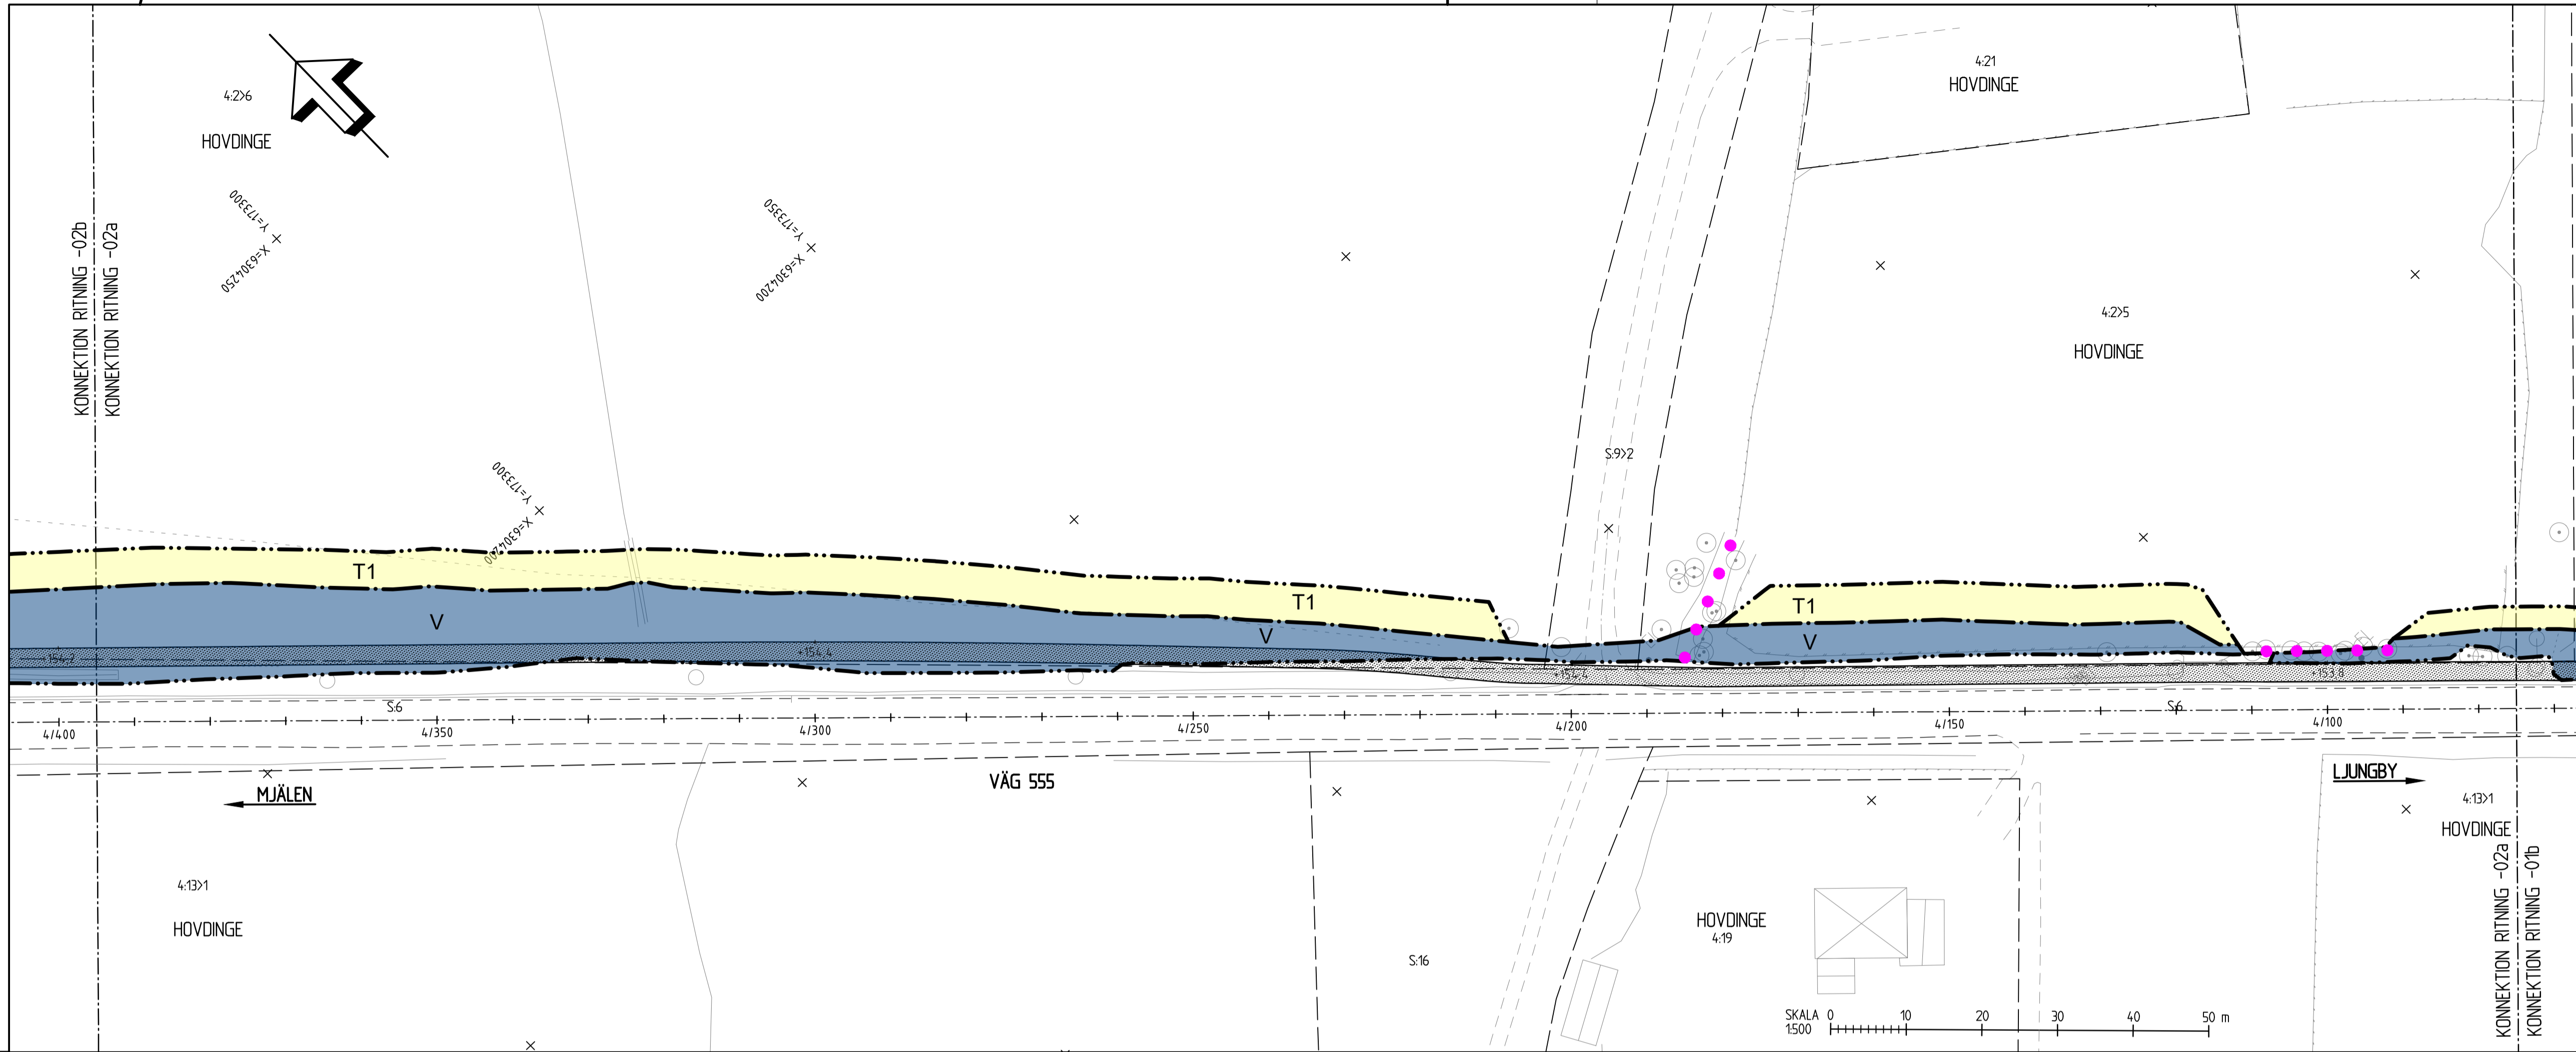 4:21
HOVDINGE
4:2>6
HOVDINGE
Y=173300
X=6304250
Y=173350
X=6304200
KONNEKTION RITNING -02b
KONNEKTION RITNING -02a
4:2>5
HOVDINGE
S:9>2
Y=173300
X=6304200
T1
T1
T1
V
V
V
+154,2
+154,4
+154,4
+153,8
S:6
S:6
4/400
4/350
4/300
4/250
4/200
4/150
4/100
MJÄLEN
VÄG 555
LJUNGBY
4:13>1
HOVDINGE
4:13>1
HOVDINGE
HOVDINGE
4:19
S:16
KONNEKTION RITNING -02a
KONNEKTION RITNING -01b
SKALA 0 10 20 30 40 50 m
1:500